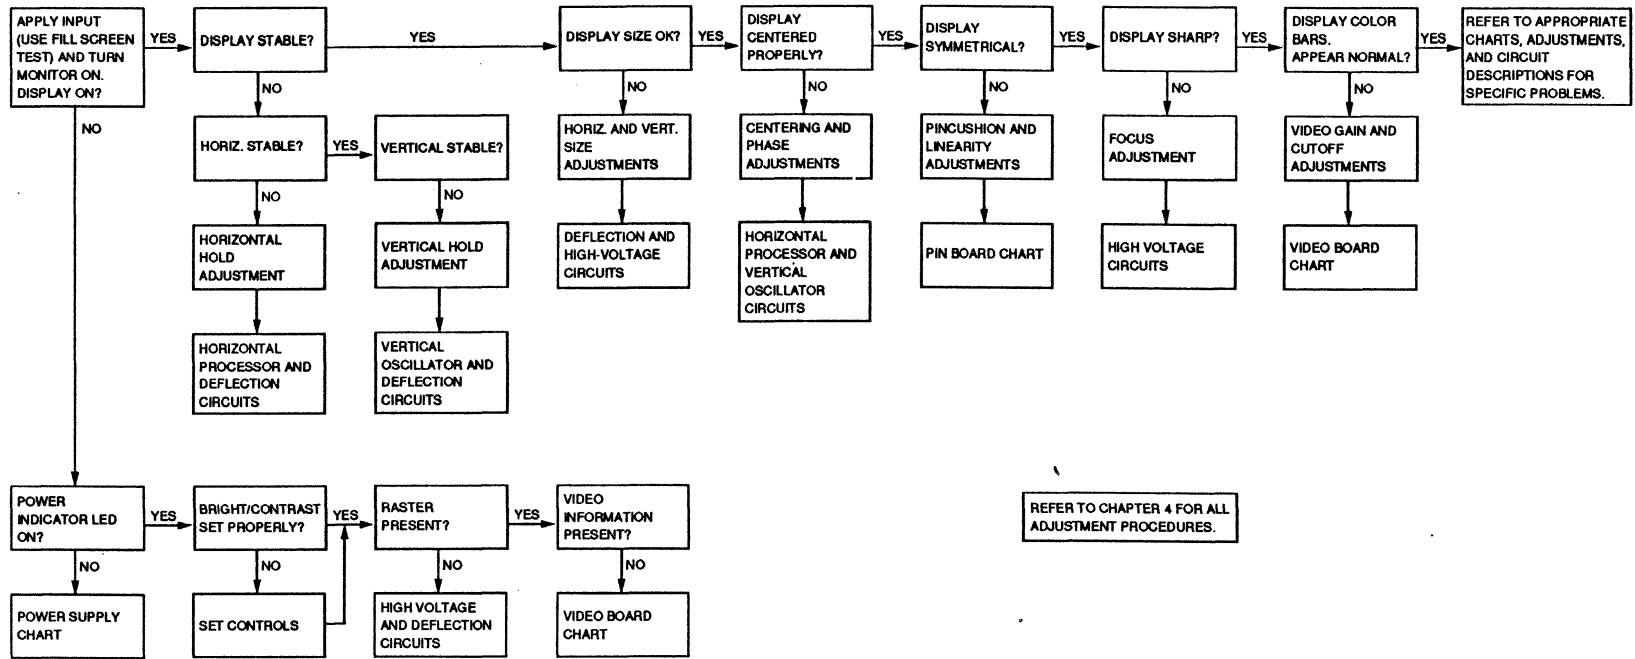 APPLY INPUT
(USE FILL SCREEN
TEST) AND TURN
MONITOR ON.
DISPLAY ON?
YES
DISPLAY STABLE?
YES
DISPLAY SIZE OK?
YES
DISPLAY
CENTERED
PROPERLY?
YES
DISPLAY
SYMMETRICAL?
YES
DISPLAY SHARP?
YES
DISPLAY COLOR
BARS.
APPEAR NORMAL?
YES
REFER TO APPROPRIATE
CHARTS, ADJUSTMENTS,
AND CIRCUIT
DESCRIPTIONS FOR
SPECIFIC PROBLEMS.
NO
NO
NO
NO
NO
NO
NO
HORIZ. STABLE?
YES
VERTICAL STABLE?
HORIZ. AND VERT.
SIZE
ADJUSTMENTS
CENTERING AND
PHASE
ADJUSTMENTS
PINCUSHION AND
LINEARITY
ADJUSTMENTS
FOCUS
ADJUSTMENT
VIDEO GAIN AND
CUTOFF
ADJUSTMENTS
NO
NO
HORIZONTAL
HOLD
ADJUSTMENT
VERTICAL HOLD
ADJUSTMENT
DEFLECTION AND
HIGH-VOLTAGE
CIRCUITS
HORIZONTAL
PROCESSOR AND
VERTICAL
OSCILLATOR
CIRCUITS
PIN BOARD CHART
HIGH VOLTAGE
CIRCUITS
VIDEO BOARD
CHART
HORIZONTAL
PROCESSOR AND
DEFLECTION
CIRCUITS
VERTICAL
OSCILLATOR AND
DEFLECTION
CIRCUITS
POWER
INDICATOR LED
ON?
YES
BRIGHT/CONTRAST
SET PROPERLY?
YES
RASTER
PRESENT?
YES
VIDEO
INFORMATION
PRESENT?
REFER TO CHAPTER 4 FOR ALL
ADJUSTMENT PROCEDURES.
NO
NO
NO
NO
POWER SUPPLY
CHART
SET CONTROLS
HIGH VOLTAGE
AND DEFLECTION
CIRCUITS
VIDEO BOARD
CHART